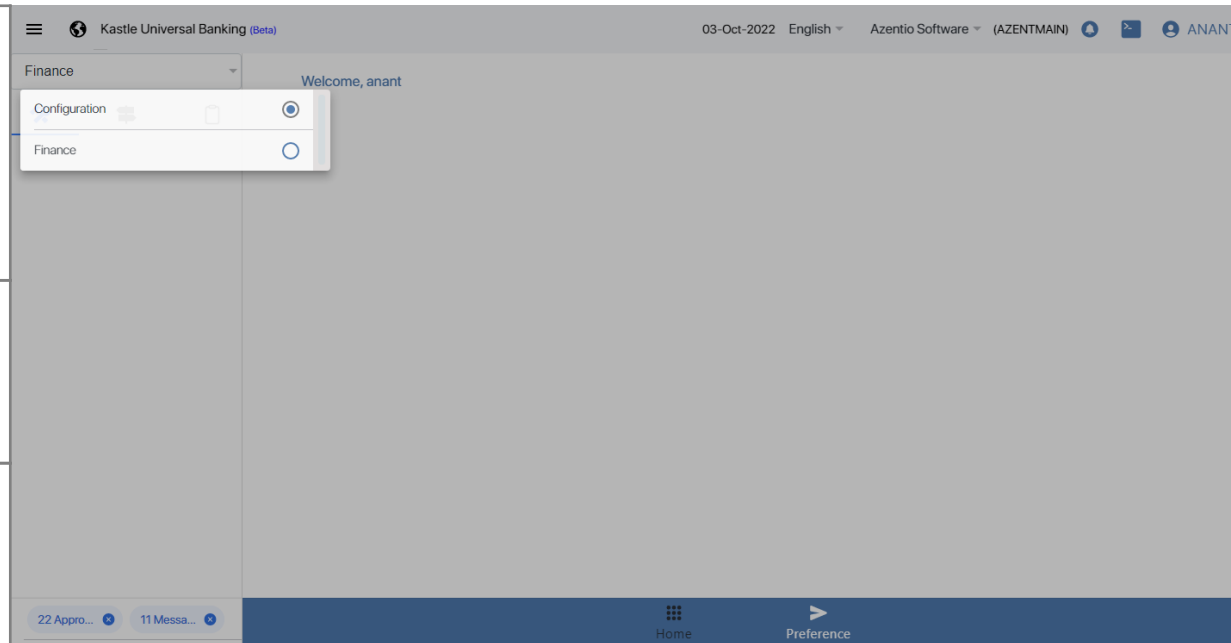 Kastle Universal Banking (Beta)
03-Oct-2022 English Azentio Software (AZENTMAIN) ANANT
Finance
Welcome, anant
Configuration
Finance
22 Appro... 11 Messa...
Home Preference